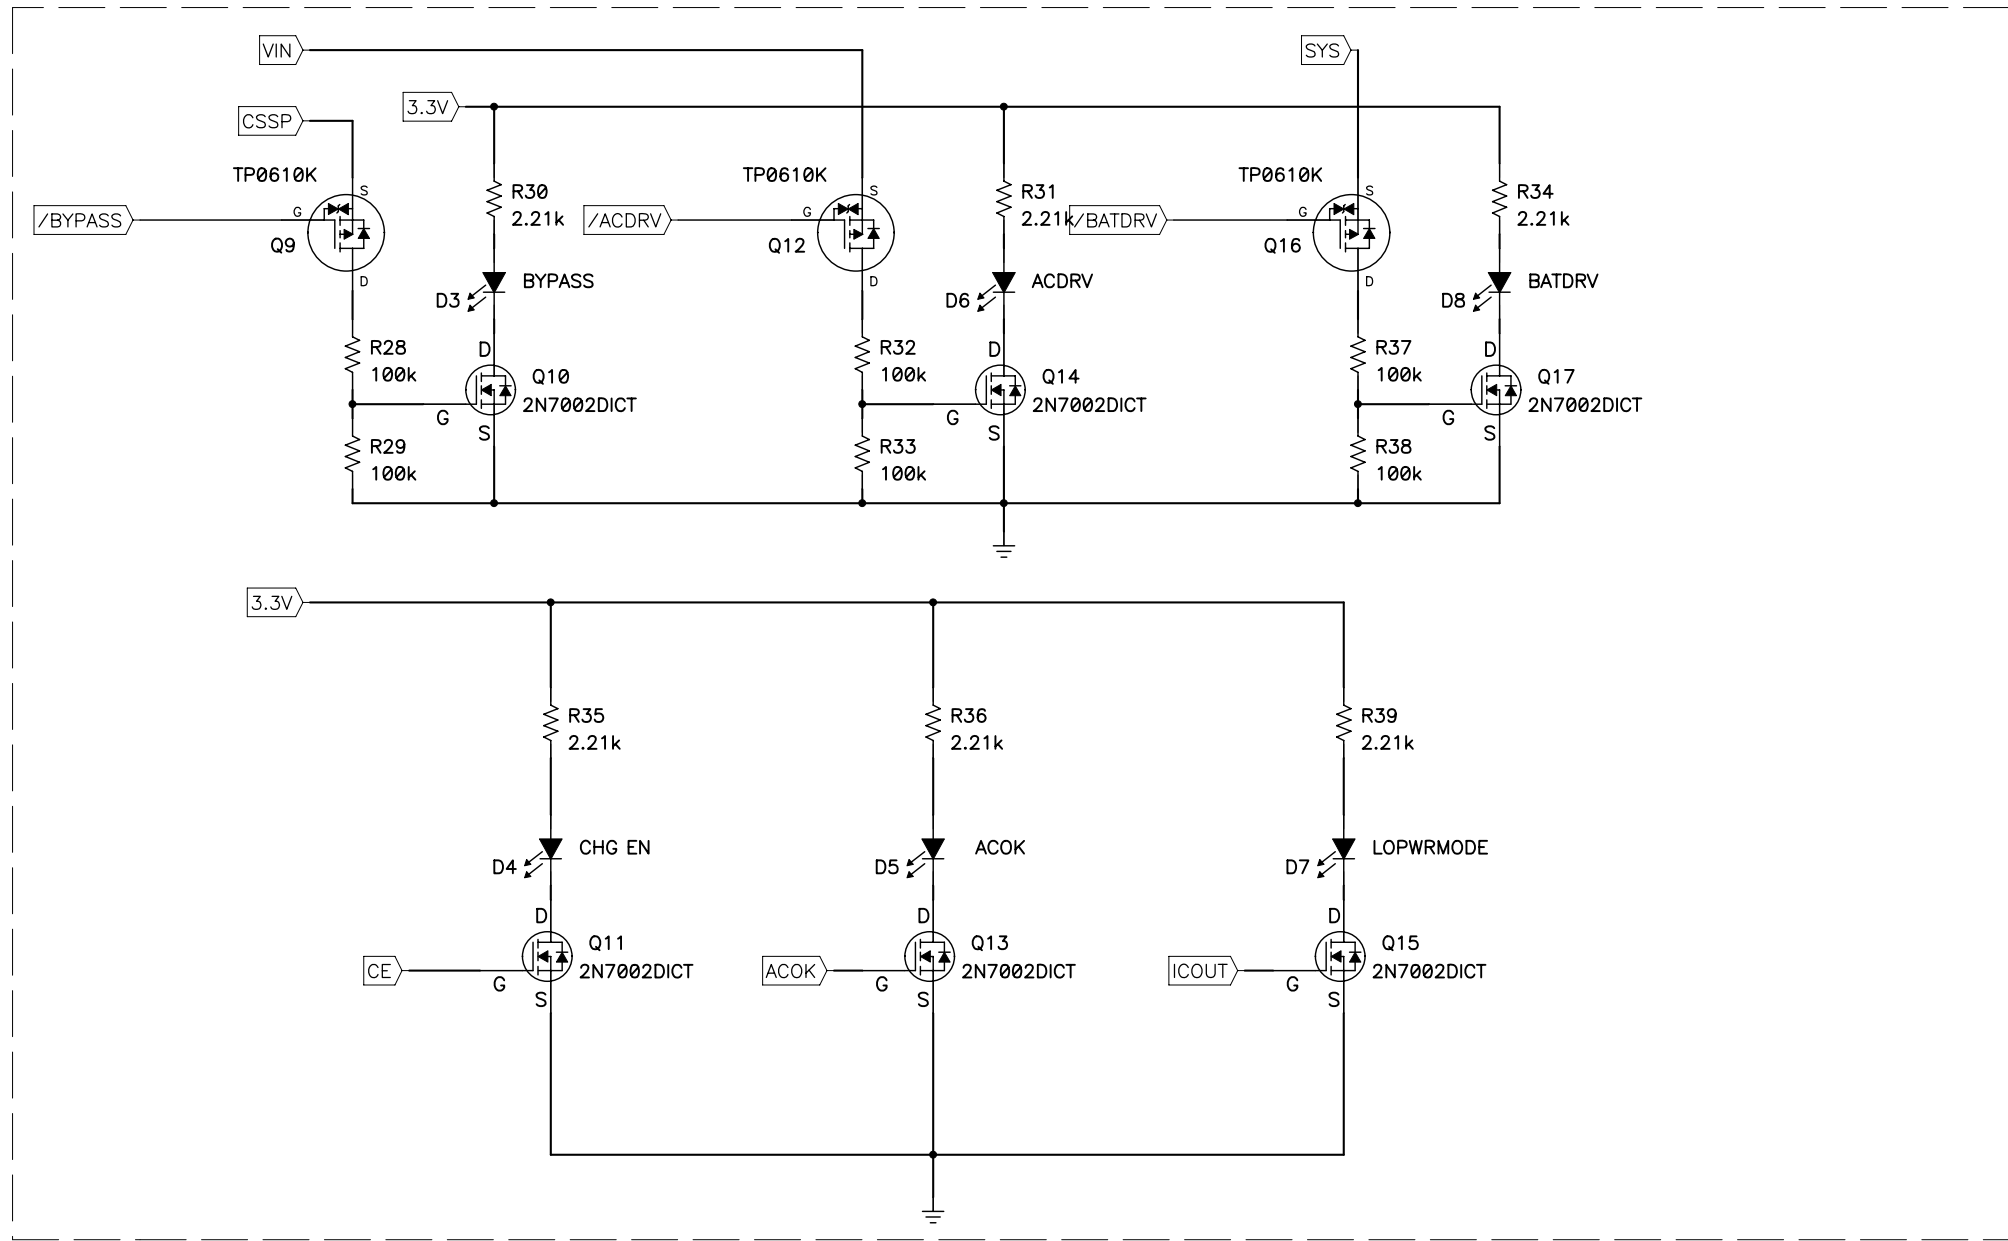 VIN
SYS
3.3V
CSSP
TP0610K
S
G
/BYPASS
Q9
D
R30
2.21k
BYPASS
D3
R28
100k
D
G
S
Q10
2N7002DICT
R29
100k
TP0610K
S
G
/ACDRV
Q12
D
R31
2.21k
ACDRV
D6
R32
100k
D
G
S
Q14
2N7002DICT
R33
100k
TP0610K
S
G
/BATDRV
Q16
D
R34
2.21k
BATDRV
D8
R37
100k
D
G
S
Q17
2N7002DICT
R38
100k
3.3V
R35
2.21k
CHG EN
D4
D
Q11
2N7002DICT
CE
G
S
R36
2.21k
ACOK
D5
D
Q13
2N7002DICT
ACOK
G
S
R39
2.21k
LOPWRMODE
D7
D
Q15
2N7002DICT
ICOUT
G
S